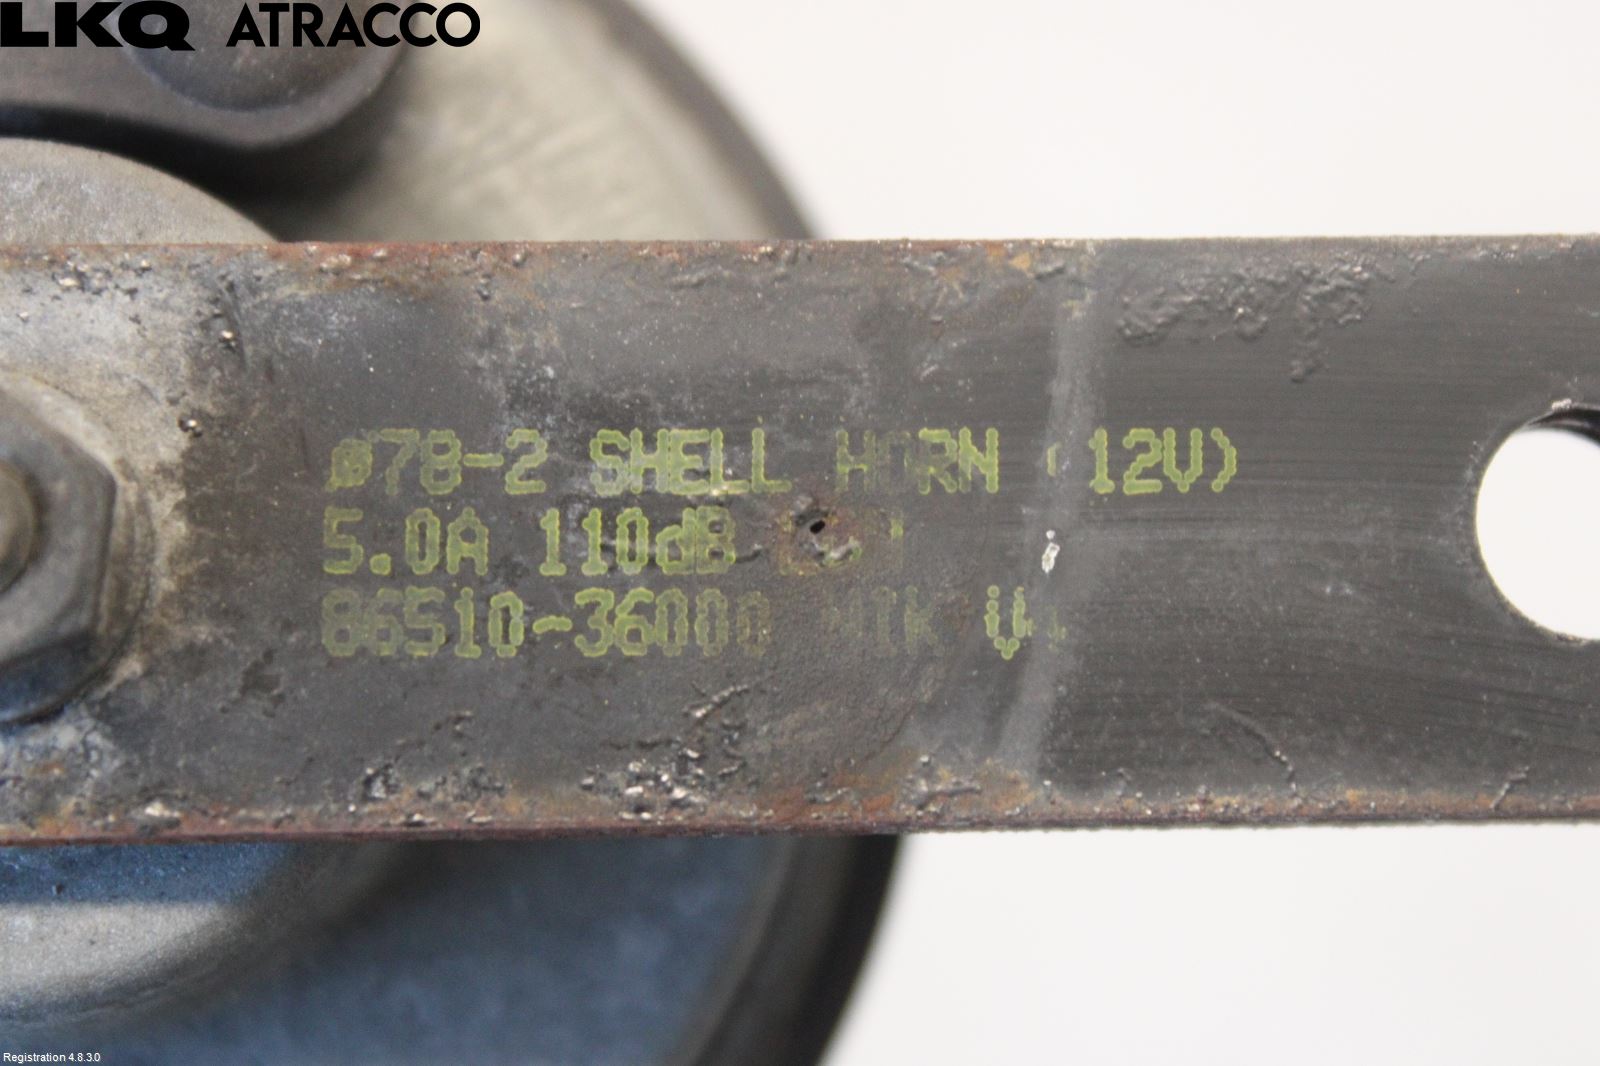 LKQ ATRACCO
ø78-2 SHELL HORN (12V)
5.0A 110dB
86510-36000
Registration 4.8.3.0